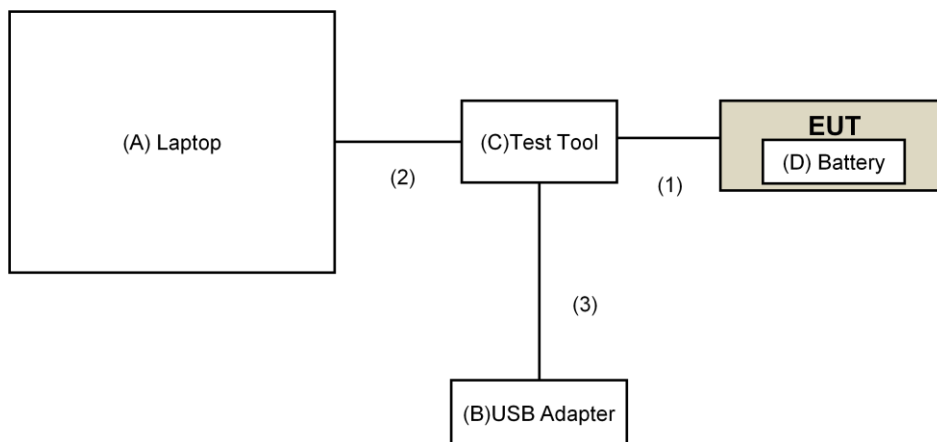 (A) Laptop
(2)
(C)Test Tool
(1)
EUT
(D) Battery
(3)
(B)USB Adapter